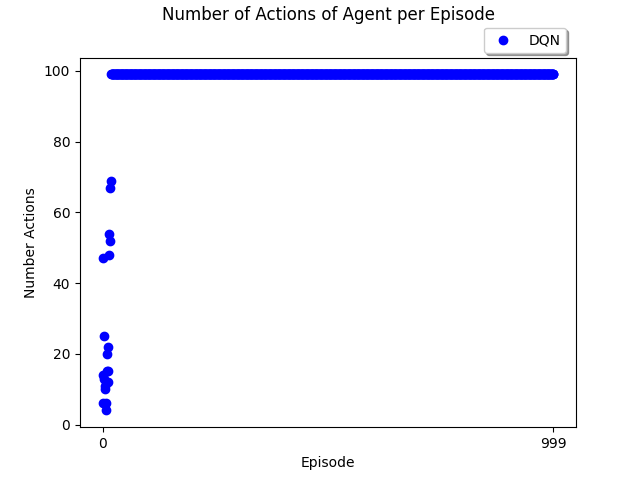 Number of Actions of Agent per Episode
DQN
100
80
60
40
20
0
Number Actions
0
999
Episode